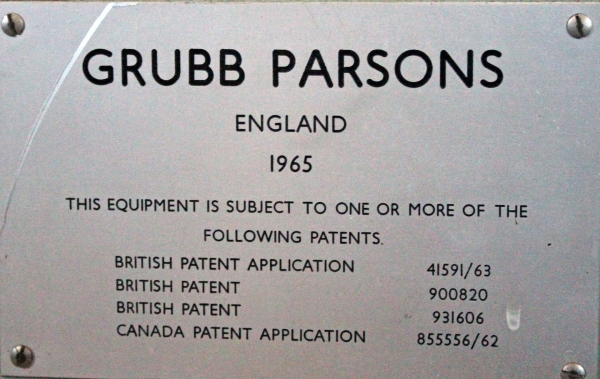 GRUBB PARSONS
ENGLAND
1965
THIS EQUIPMENT IS SUBJECT TO ONE OR MORE OF THE
FOLLOWING PATENTS.
BRITISH PATENT APPLICATION 41591/63
BRITISH PATENT 900820
BRITISH PATENT 931606
CANADA PATENT APPLICATION 855556/62